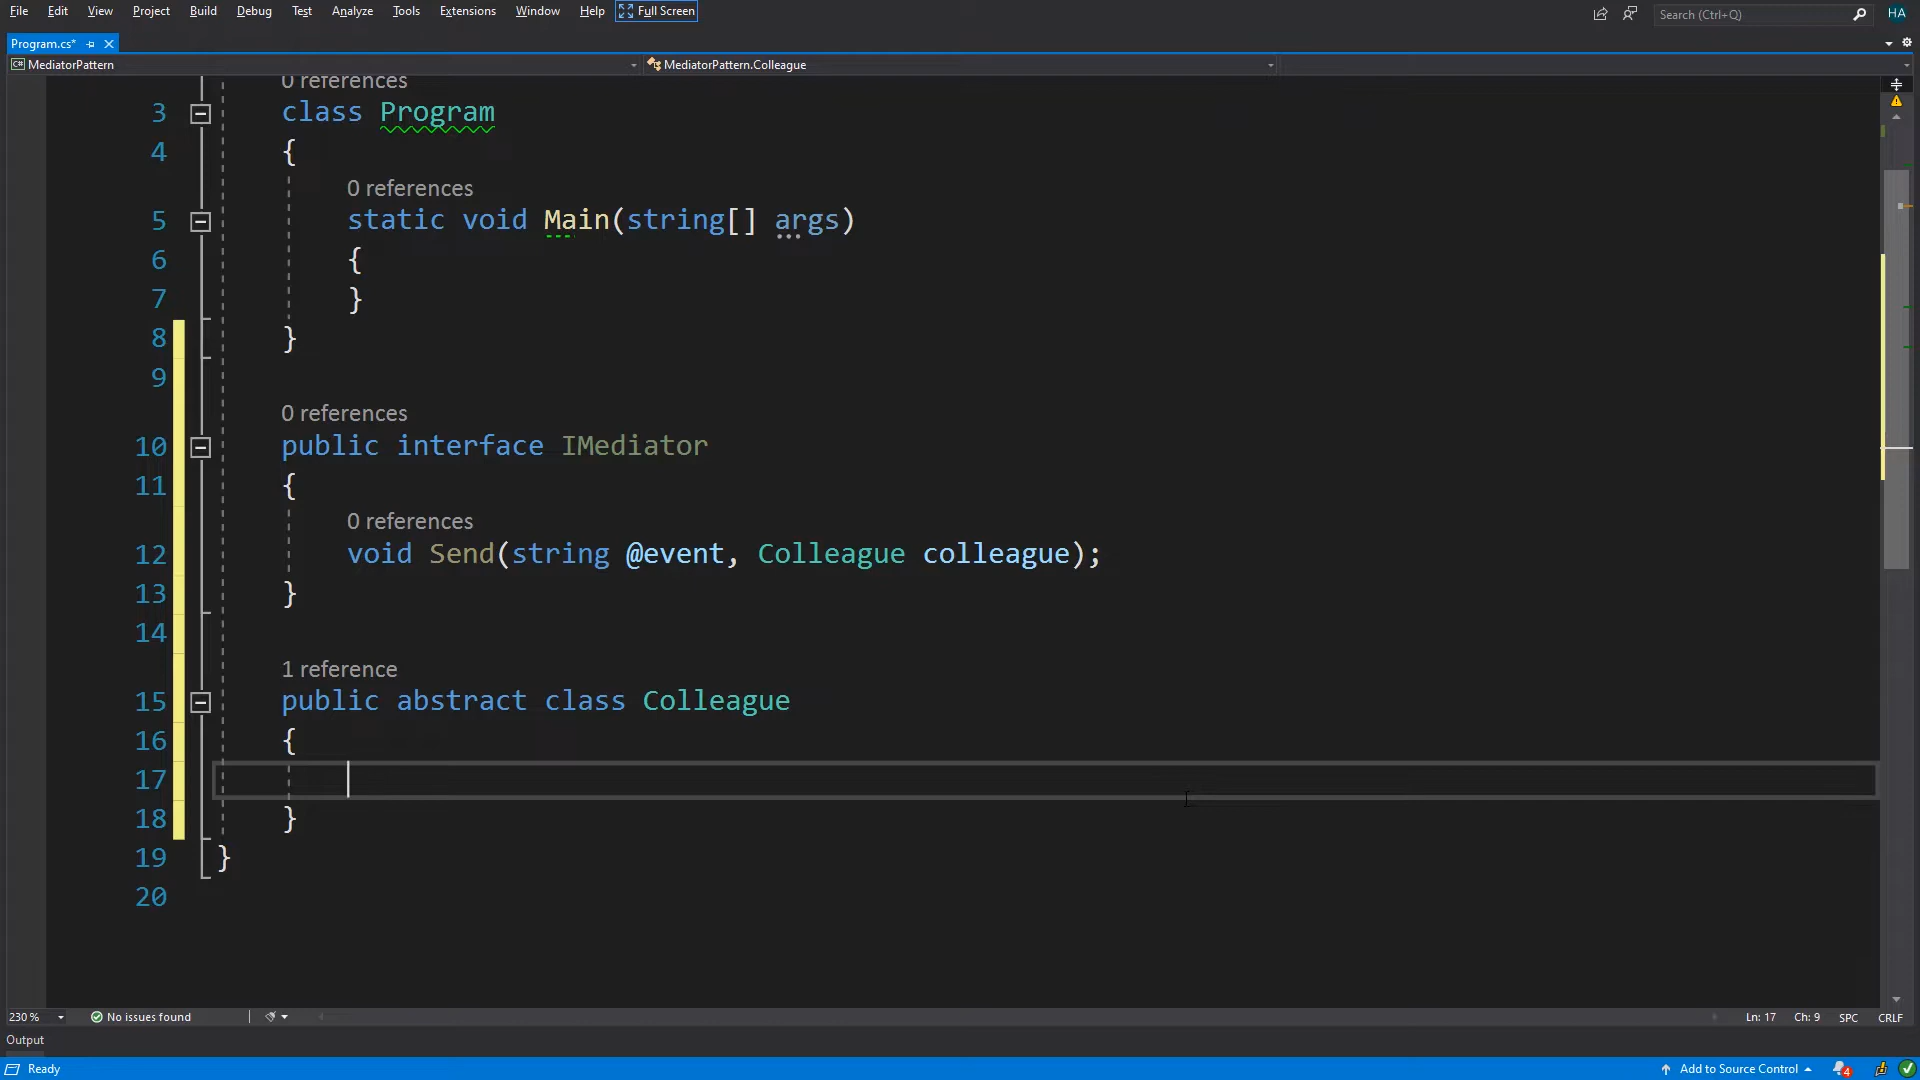 File Edit View Project Build Debug Test Analyze Tools Extensions Window Help Full Screen Search (Ctrl+Q) HA
Program.cs*
MediatorPattern MediatorPattern.Colleague
0 references
3 class Program
4 {
0 references
5 static void Main(string[] args)
6 {
7 }
8 }
9
0 references
10 public interface IMediator
11 {
0 references
12 void Send(string @event, Colleague colleague);
13 }
14
1 reference
15 public abstract class Colleague
16 {
17
18 }
19 }
20
230 % No issues found Ln: 17 Ch: 9 SPC CRLF
Output
Ready Add to Source Control 4